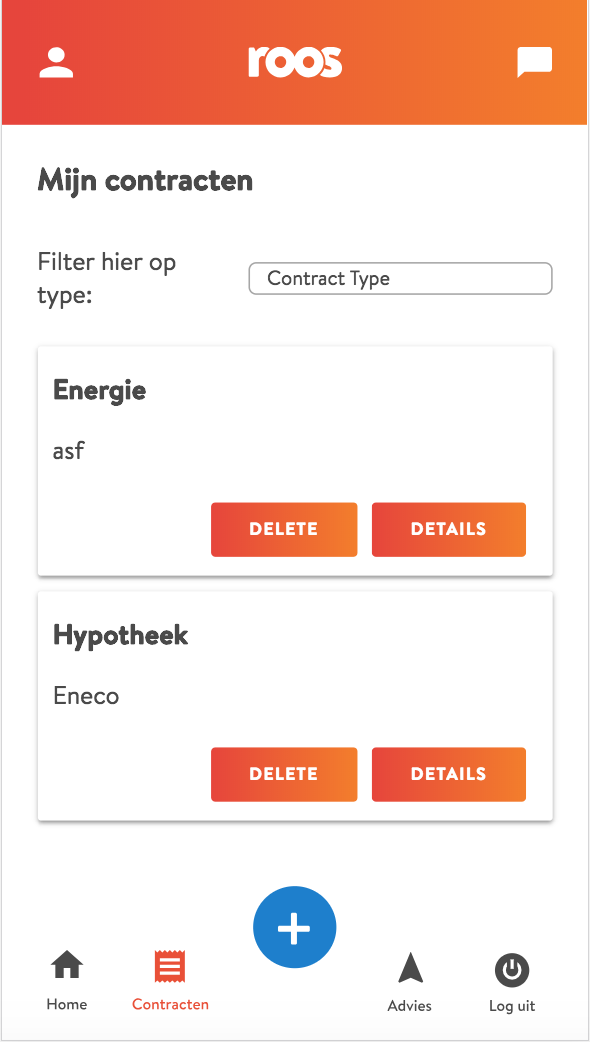 roos
Mijn contracten
Filter hier op
type:
Contract Type
Energie
asf
DELETE
DETAILS
Hypotheek
Eneco
DELETE
DETAILS
Home
Contracten
Advies
Log uit